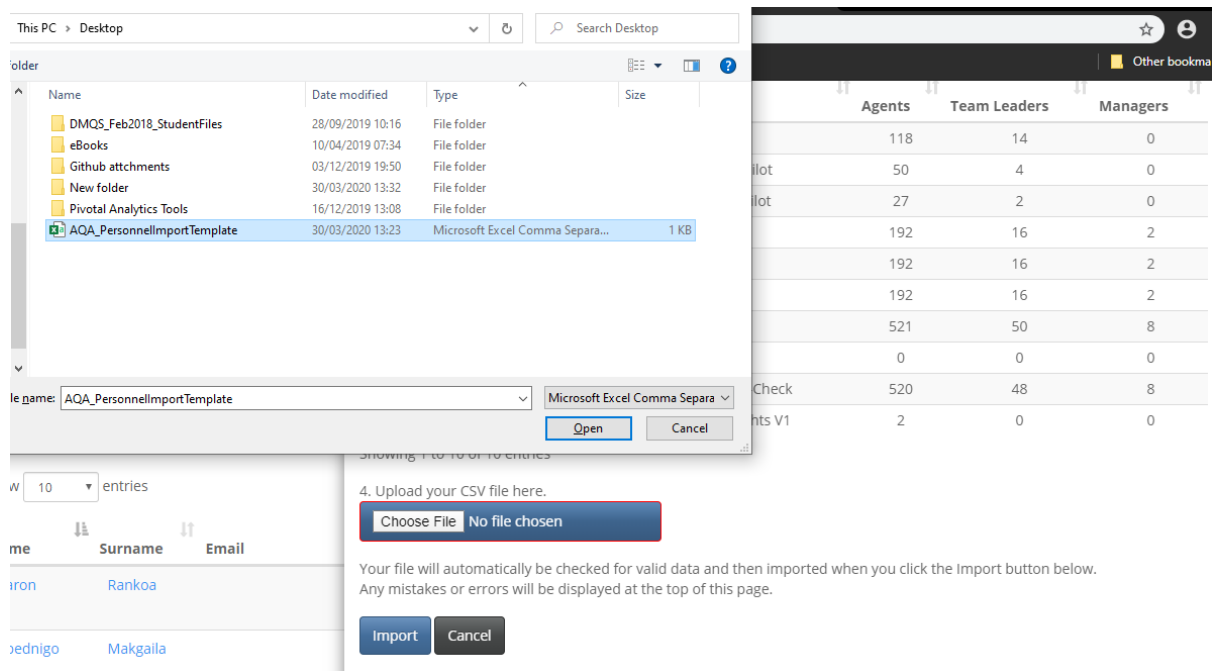 This PC > Desktop
Search Desktop
older
Other bookma
Name Date modified Type Size
DMQS_Feb2018_StudentFiles 28/09/2019 10:16 File folder
eBooks 10/04/2019 07:34 File folder
Github attchments 03/12/2019 19:50 File folder
New folder 30/03/2020 13:32 File folder
Pivotal Analytics Tools 16/12/2019 13:08 File folder
AQA_PersonnelImportTemplate 30/03/2020 13:23 Microsoft Excel Comma Separa... 1 KB
le name: AQA_PersonnelImportTemplate Microsoft Excel Comma Separa
Open Cancel
Agents Team Leaders Managers
118 14 0
ilot 50 4 0
ilot 27 2 0
192 16 2
192 16 2
192 16 2
521 50 8
0 0 0
Check 520 48 8
hts V1 2 0 0
Showing 1 to 10 of 10 entries
w 10 entries
me Surname Email
aron Rankoa
bednigo Makgaila
4. Upload your CSV file here.
Choose File No file chosen
Your file will automatically be checked for valid data and then imported when you click the Import button below.
Any mistakes or errors will be displayed at the top of this page.
Import Cancel